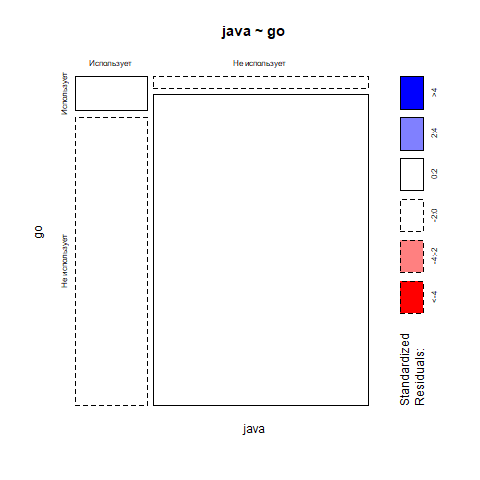 java ~ go
Использует
Не использует
Использует
Не использует
go
java
>4
2:4
0:2
-2:0
-4:-2
<-4
Standardized
Residuals: